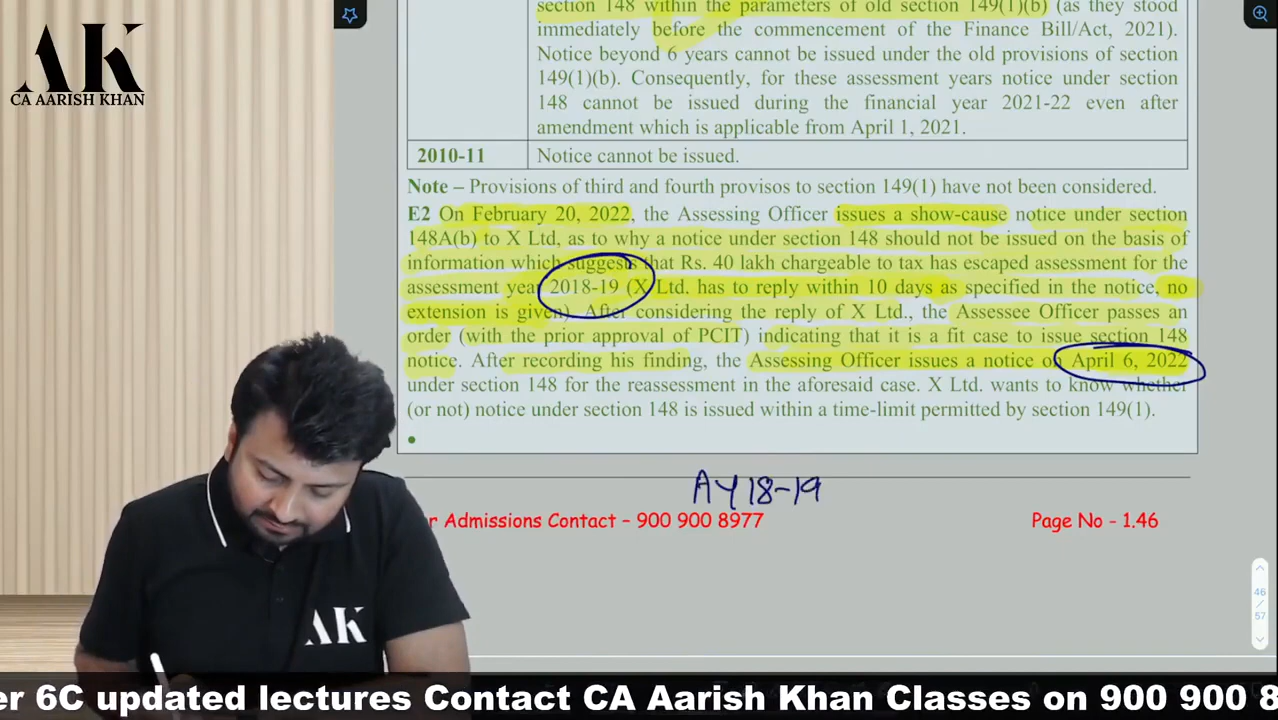 AK
CA AARISH KHAN
section 148 within the parameters of old section 149(1)(b) (as they stood
immediately before the commencement of the Finance Bill/Act, 2021).
Notice beyond 6 years cannot be issued under the old provisions of section
149(1)(b). Consequently, for these assessment years notice under section
148 cannot be issued during the financial year 2021-22 even after
amendment which is applicable from April 1, 2021.
2010-11 Notice cannot be issued.
Note – Provisions of third and fourth provisos to section 149(1) have not been considered.
E2 On February 20, 2022, the Assessing Officer issues a show-cause notice under section
148A(b) to X Ltd, as to why a notice under section 148 should not be issued on the basis of
information which suggests that Rs. 40 lakh chargeable to tax has escaped assessment for the
assessment year 2018-19 (X Ltd. has to reply within 10 days as specified in the notice, no
extension is given). After considering the reply of X Ltd., the Assessee Officer passes an
order (with the prior approval of PCIT) indicating that it is a fit case to issue section 148
notice. After recording his finding, the Assessing Officer issues a notice on April 6, 2022
under section 148 for the reassessment in the aforesaid case. X Ltd. wants to know whether
(or not) notice under section 148 is issued within a time-limit permitted by section 149(1).
AY 18-19
r Admissions Contact – 900 900 8977
Page No - 1.46
46
/
57
AK
er 6C updated lectures Contact CA Aarish Khan Classes on 900 900 8